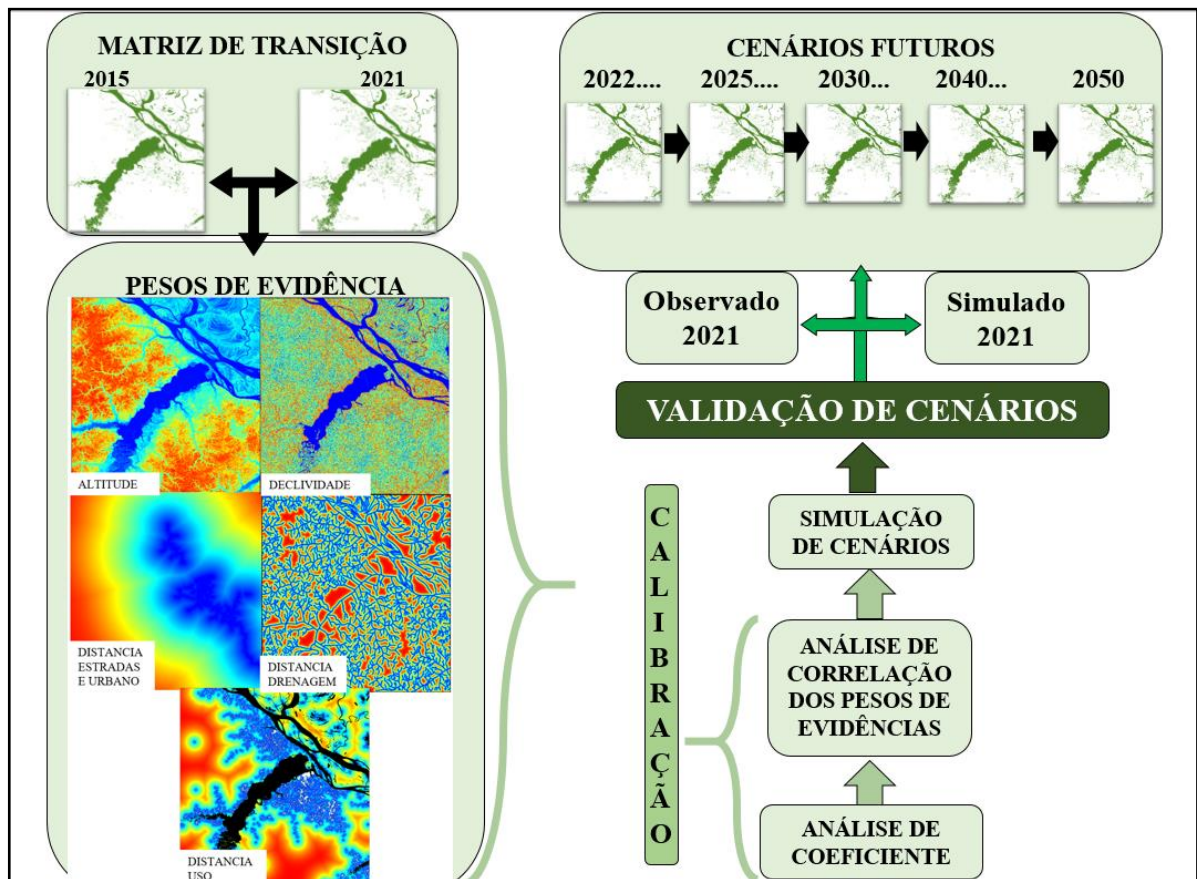 MATRIZ DE TRANSIÇÃO
2015
2021
PESOS DE EVIDÊNCIA
ALTITUDE
DECLIVIDADE
DISTANCIA
ESTRADAS
E URBANO
DISTANCIA
DRENAGEM
DISTANCIA
USO
CENÁRIOS FUTUROS
2022....
2025....
2030...
2040...
2050
Observado
2021
Simulado
2021
VALIDAÇÃO DE CENÁRIOS
CALIBRAÇÃO
SIMULAÇÃO
DE CENÁRIOS
ANÁLISE DE
CORRELAÇÃO
DOS PESOS DE
EVIDÊNCIAS
ANÁLISE DE
COEFICIENTE